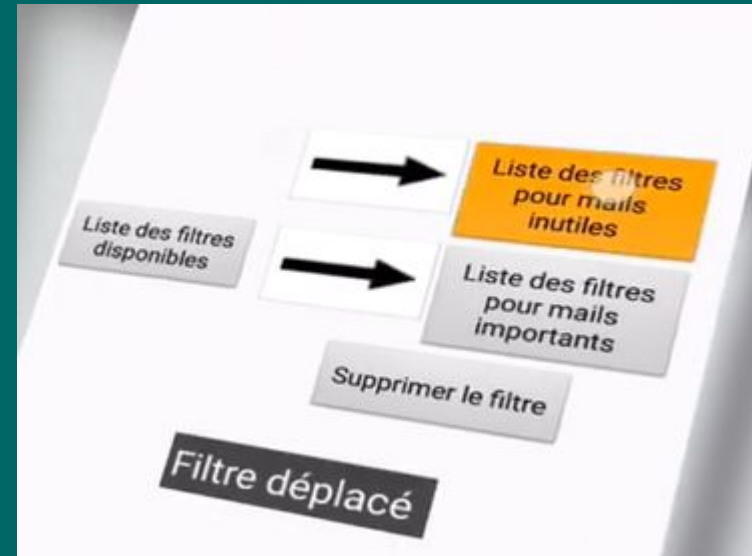 Liste des filtres
pour mails
inutiles
Liste des filtres
disponibles
Liste des filtres
pour mails
importants
Supprimer le filtre
Filtre déplacé